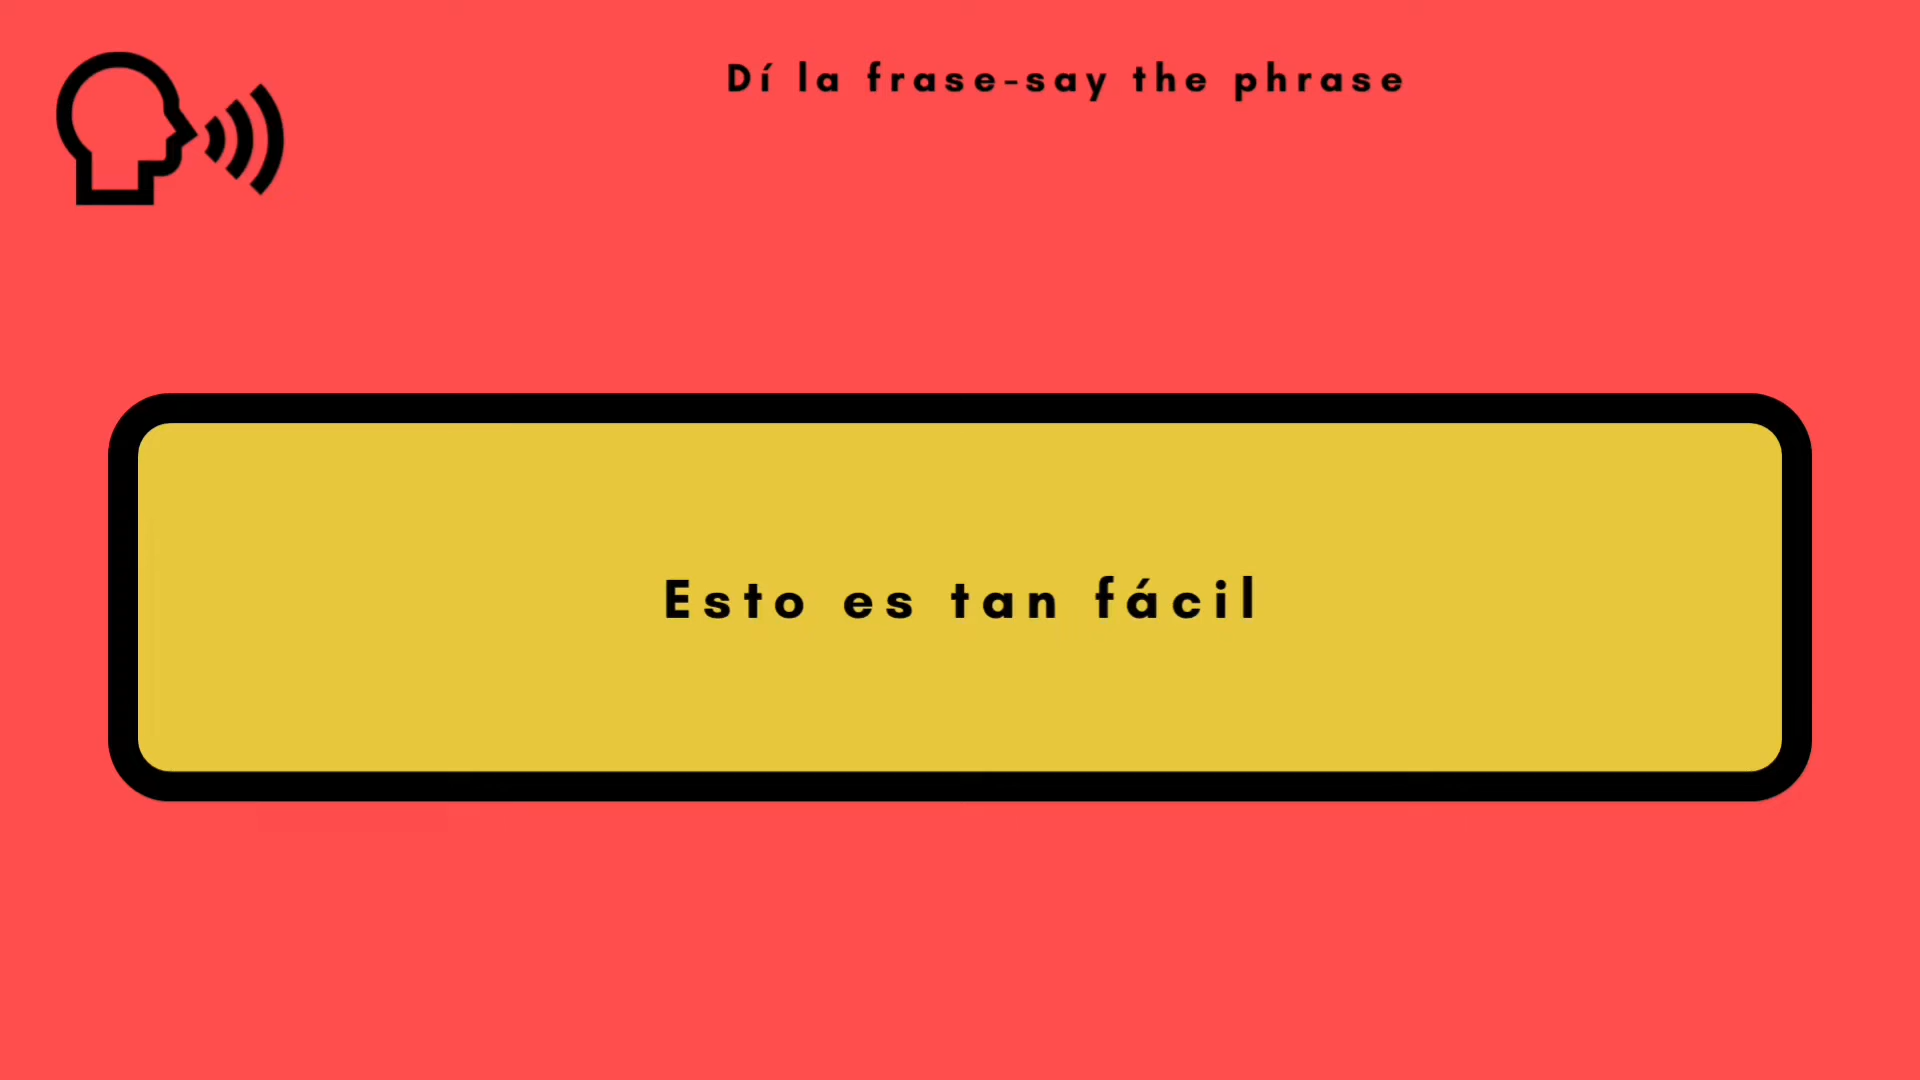 Dí la frase-say the phrase
Esto es tan fácil